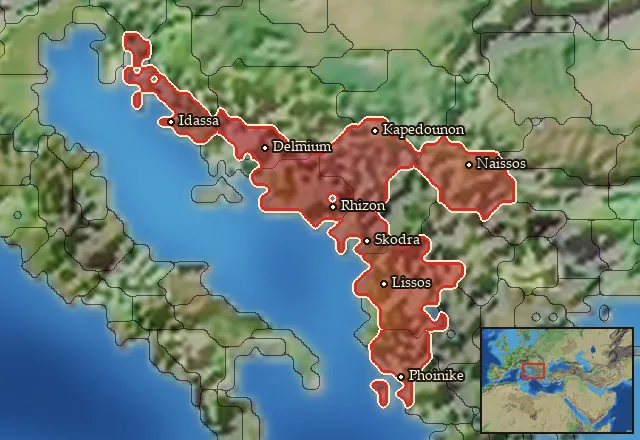 Idassa
Kapedounon
Delmium
Naissos
Rhizon
Skodra
Lissos
Phoinike